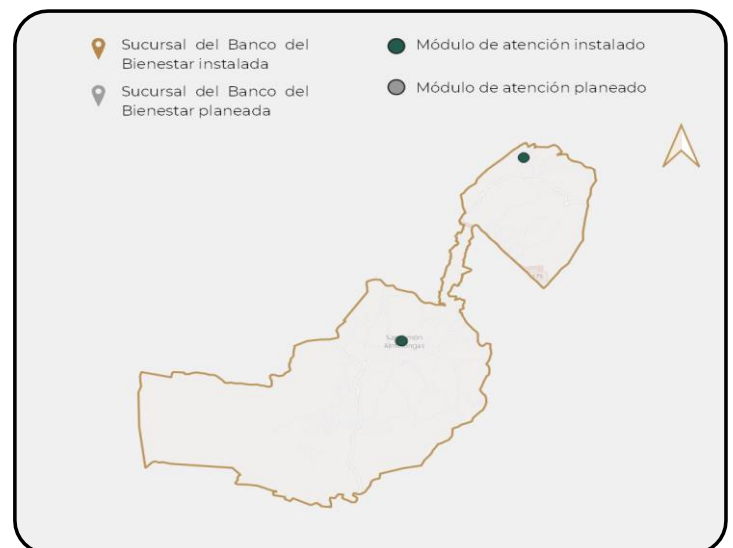 Sucursal del Banco del
Bienestar instalada
Sucursal del Banco del
Bienestar planeada
Módulo de atención instalado
Módulo de atención planeado